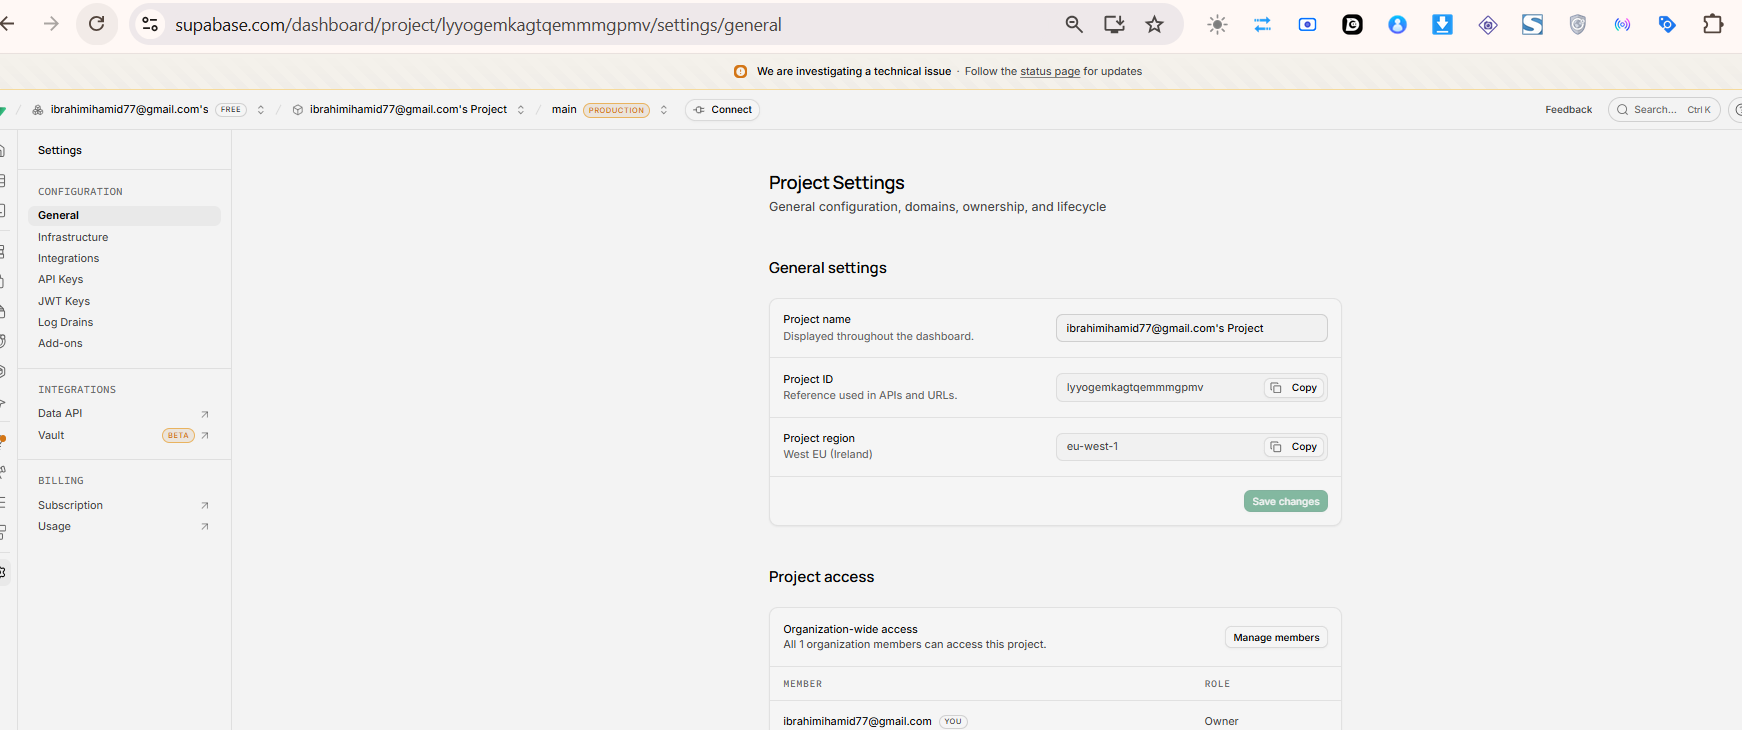 supabase.com/dashboard/project/lyyogemkagtqemmmgpmv/settings/general
We are investigating a technical issue · Follow the status page for updates
ibrahimihamid77@gmail.com's FREE / ibrahimihamid77@gmail.com's Project / main PRODUCTION Connect Feedback Search... Ctrl K
Settings
CONFIGURATION
General
Infrastructure
Integrations
API Keys
JWT Keys
Log Drains
Add-ons
INTEGRATIONS
Data API
Vault BETA
BILLING
Subscription
Usage
Project Settings
General configuration, domains, ownership, and lifecycle
General settings
Project name
Displayed throughout the dashboard.
ibrahimihamid77@gmail.com's Project
Project ID
Reference used in APIs and URLs.
lyyogemkagtqemmmgpmv Copy
Project region
West EU (Ireland)
eu-west-1 Copy
Save changes
Project access
Organization-wide access
All 1 organization members can access this project.
Manage members
MEMBER ROLE
ibrahimihamid77@gmail.com YOU Owner